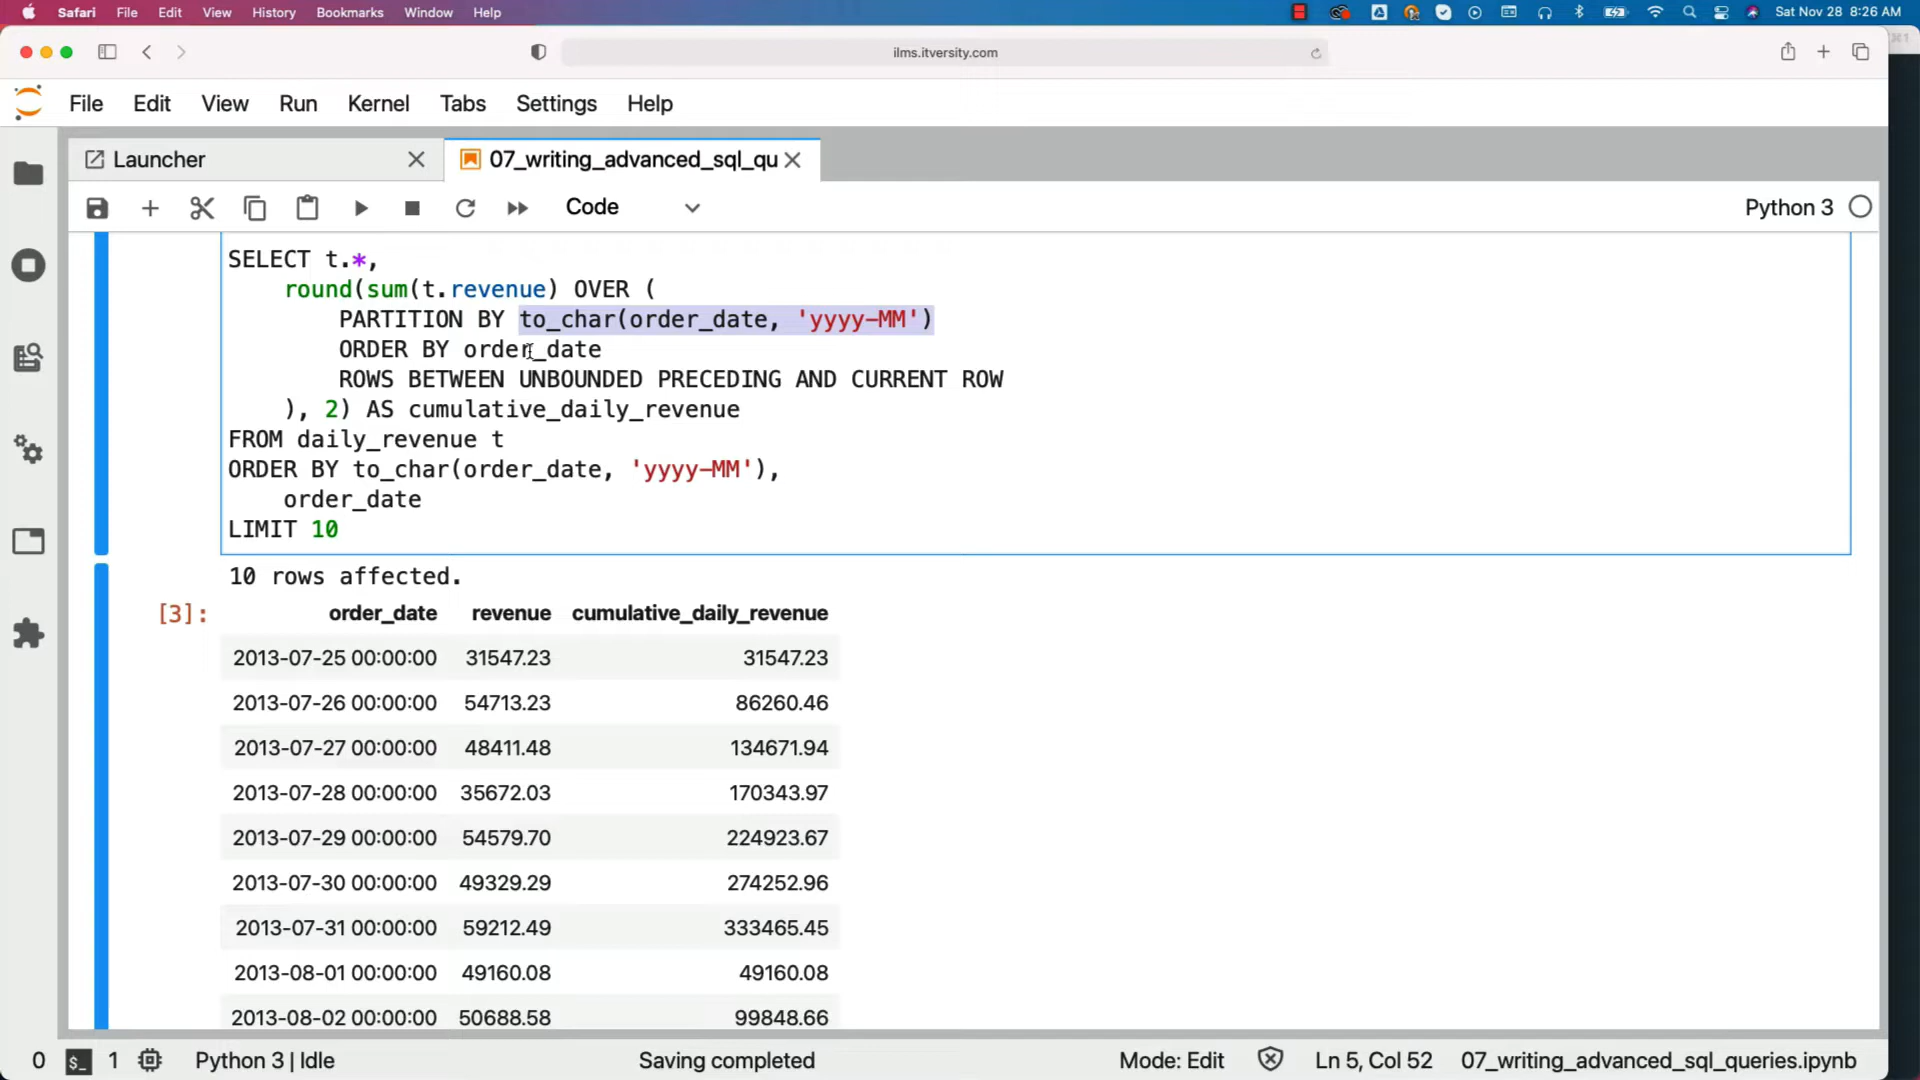 Safari File Edit View History Bookmarks Window Help Sat Nov 28 8:26 AM
ilms.itversity.com
File Edit View Run Kernel Tabs Settings Help
Launcher 07_writing_advanced_sql_qu
Code Python 3
SELECT t.*,
round(sum(t.revenue) OVER (
PARTITION BY to_char(order_date, 'yyyy-MM')
ORDER BY order_date
ROWS BETWEEN UNBOUNDED PRECEDING AND CURRENT ROW
), 2) AS cumulative_daily_revenue
FROM daily_revenue t
ORDER BY to_char(order_date, 'yyyy-MM'),
order_date
LIMIT 10
10 rows affected.
[3]: order_date revenue cumulative_daily_revenue
2013-07-25 00:00:00 31547.23 31547.23
2013-07-26 00:00:00 54713.23 86260.46
2013-07-27 00:00:00 48411.48 134671.94
2013-07-28 00:00:00 35672.03 170343.97
2013-07-29 00:00:00 54579.70 224923.67
2013-07-30 00:00:00 49329.29 274252.96
2013-07-31 00:00:00 59212.49 333465.45
2013-08-01 00:00:00 49160.08 49160.08
2013-08-02 00:00:00 50688.58 99848.66
0 $_ 1 Python 3 | Idle Saving completed Mode: Edit Ln 5, Col 52 07_writing_advanced_sql_queries.ipynb